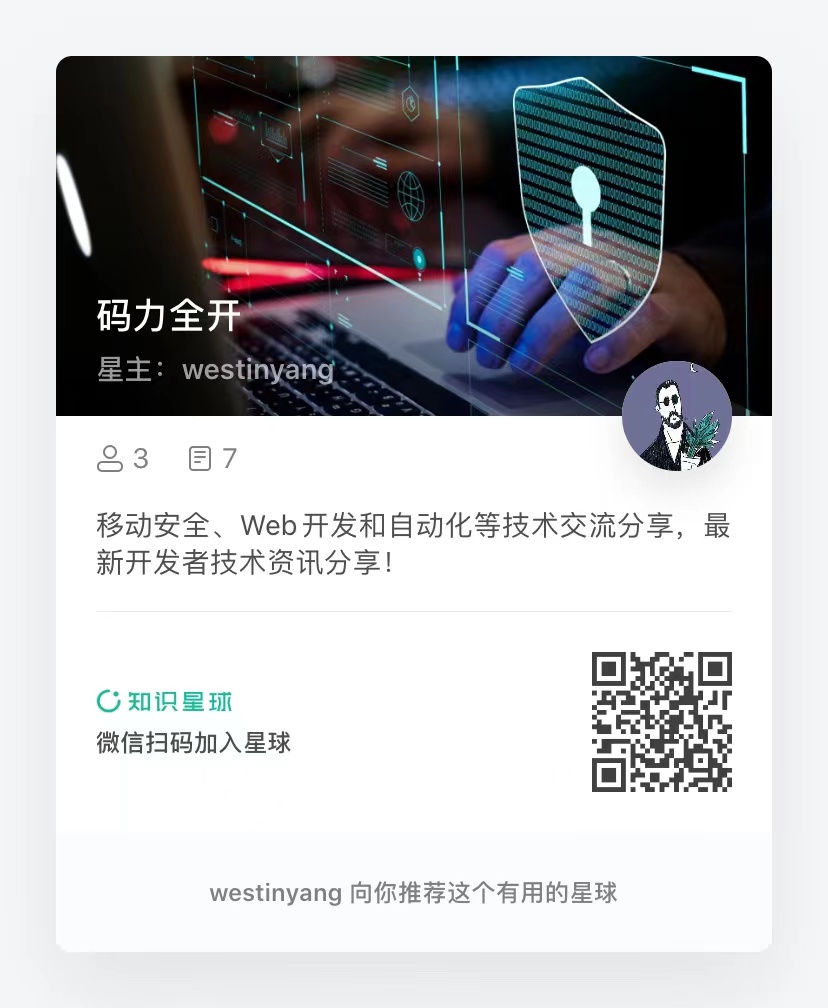 码力全开
星主：westinyang
3 7
移动安全、Web开发和自动化等技术交流分享，最
新开发者技术资讯分享！
知识星球
微信扫码加入星球
westinyang 向你推荐这个有用的星球